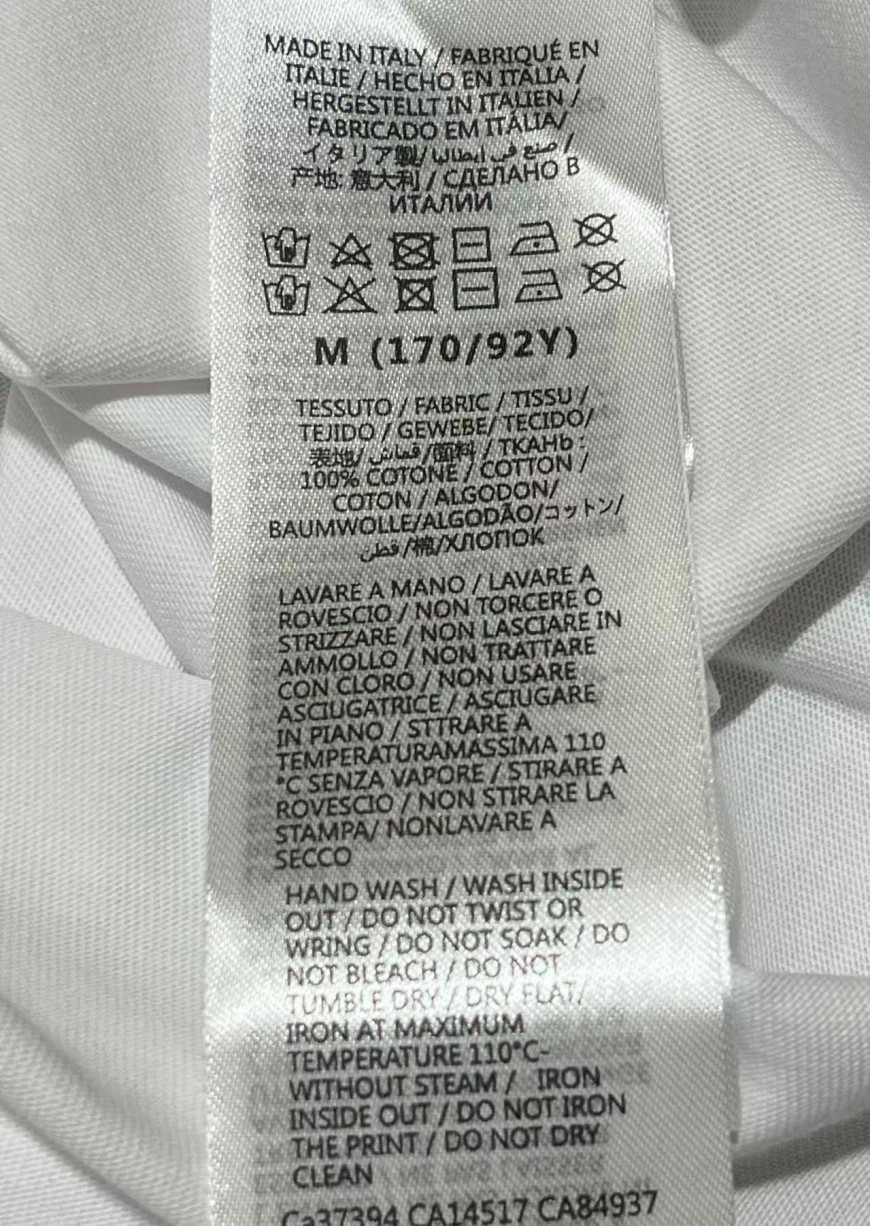 MADE IN ITALY / FABRIQUÉ EN
ITALIE / HECHO EN ITALIA /
HERGESTELLT IN ITALIEN /
FABRICADO EM ITÁLIA/
イタリア製/صنع في ايطاليا /
产地: 意大利 / СДЕЛАНО В
ИТАЛИИ
M (170/92Y)
TESSUTO / FABRIC / TISSU /
TEJIDO / GEWEBE/ TECIDO/
表地/قماش/面料 / TKAHb :
100% COTONE / COTTON /
COTON / ALGODON/
BAUMWOLLE/ALGODÃO/コットン/
قطن/棉/ХЛОПОК
LAVARE A MANO / LAVARE A
ROVESCIO / NON TORCERE O
STRIZZARE / NON LASCIARE IN
AMMOLLO / NON TRATTARE
CON CLORO / NON USARE
ASCIUGATRICE / ASCIUGARE
IN PIANO / STTRARE A
TEMPERATURAMASSIMA 110
°C SENZA VAPORE / STIRARE A
ROVESCIO / NON STIRARE LA
STAMPA/ NONLAVARE A
SECCO
HAND WASH / WASH INSIDE
OUT / DO NOT TWIST OR
WRING / DO NOT SOAK / DO
NOT BLEACH / DO NOT
TUMBLE DRY / DRY FLAT/
IRON AT MAXIMUM
TEMPERATURE 110°C-
WITHOUT STEAM / IRON
INSIDE OUT / DO NOT IRON
THE PRINT / DO NOT DRY
CLEAN
Ca37394 CA14517 CA84937